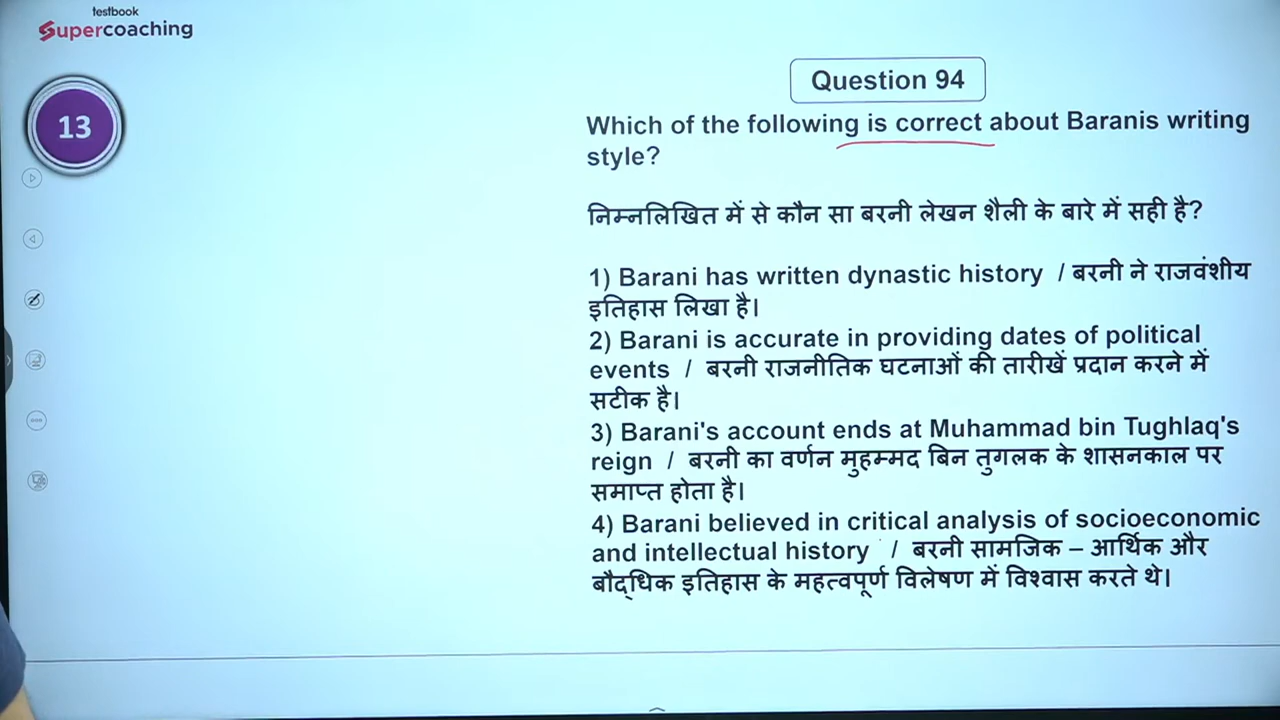 testbook
Supercoaching
13
Question 94
Which of the following is correct about Baranis writing
style?
निम्नलिखित में से कौन सा बरनी लेखन शैली के बारे में सही है?
1) Barani has written dynastic history / बरनी ने राजवंशीय
इतिहास लिखा है।
2) Barani is accurate in providing dates of political
events / बरनी राजनीतिक घटनाओं की तारीखें प्रदान करने में
सटीक है।
3) Barani's account ends at Muhammad bin Tughlaq's
reign / बरनी का वर्णन मुहम्मद बिन तुगलक के शासनकाल पर
समाप्त होता है।
4) Barani believed in critical analysis of socioeconomic
and intellectual history / बरनी सामजिक – आर्थिक और
बौद्धिक इतिहास के महत्वपूर्ण विलेषण में विश्वास करते थे।